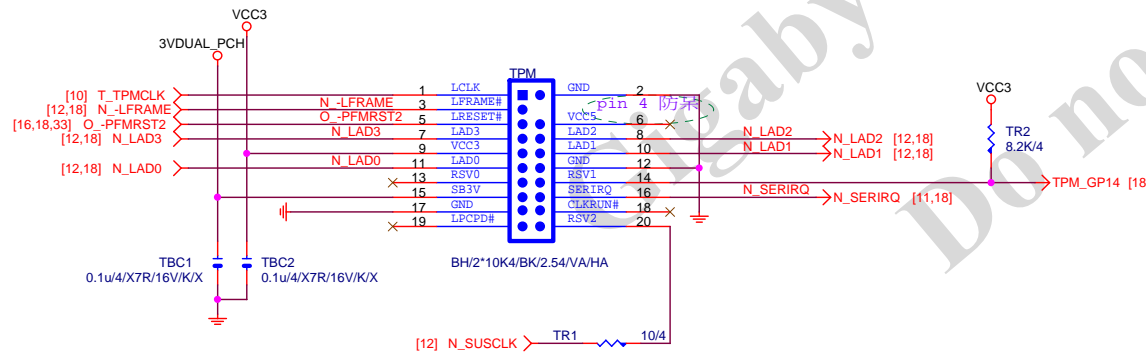 VCC3
3VDUAL_PCH
TPM
[10] T_TPMCLK 1 LCLK GND 2
[12,18] N_-LFRAME N_-LFRAME 3 LFRAME# pin 4 防呆
[16,18,33] O_-PFMRST2 O_-PFMRST2 5 LRESET# VCC5 6
[12,18] N_LAD3 N_LAD3 7 LAD3 LAD2 8 N_LAD2 N_LAD2 [12,18]
9 VCC3 LAD1 10 N_LAD1 N_LAD1 [12,18]
[12,18] N_LAD0 N_LAD0 11 LAD0 GND 12
13 RSV0 RSV1 14 TPM_GP14 [18
15 SB3V SERIRQ 16 N_SERIRQ N_SERIRQ [11,18]
17 GND CLKRUN# 18
19 LPCPD# RSV2 20
VCC3
TR2
8.2K/4
BH/2*10K4/BK/2.54/VA/HA
TBC1
0.1u/4/X7R/16V/K/X
TBC2
0.1u/4/X7R/16V/K/X
[12] N_SUSCLK TR1 10/4
Gigaby
Do no